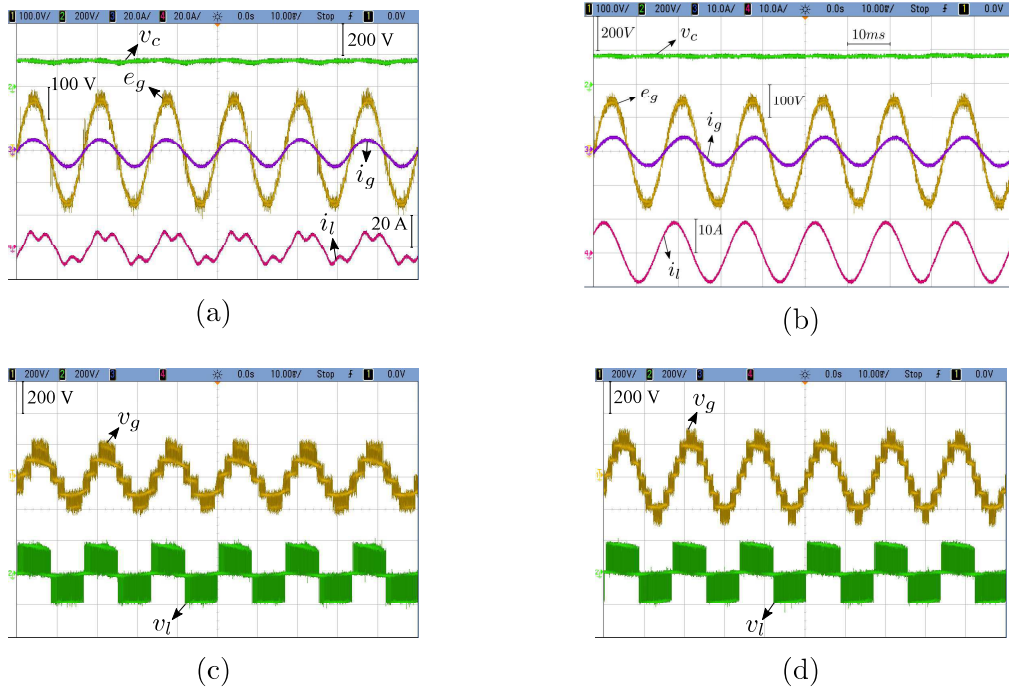 1 100.0V/ 2 200V/ 3 20.0A/ 4 20.0A/ 0.0s 10.00ms/ Stop 1 0.0V
v_c
200 V
e_g
100 V
i_g
i_l
20 A
(a)
1 100.0V/ 2 200V/ 3 10.0A/ 4 10.0A/ 0.0s 10.00ms/ Stop 1 0.0V
200V
v_c
10ms
e_g
100V
i_g
10A
i_l
(b)
1 200V/ 2 200V/ 3 4 0.0s 10.00ms/ Stop 1 0.0V
200 V
v_g
v_l
(c)
1 200V/ 2 200V/ 3 4 0.0s 10.00ms/ Stop 1 0.0V
200 V
v_g
v_l
(d)